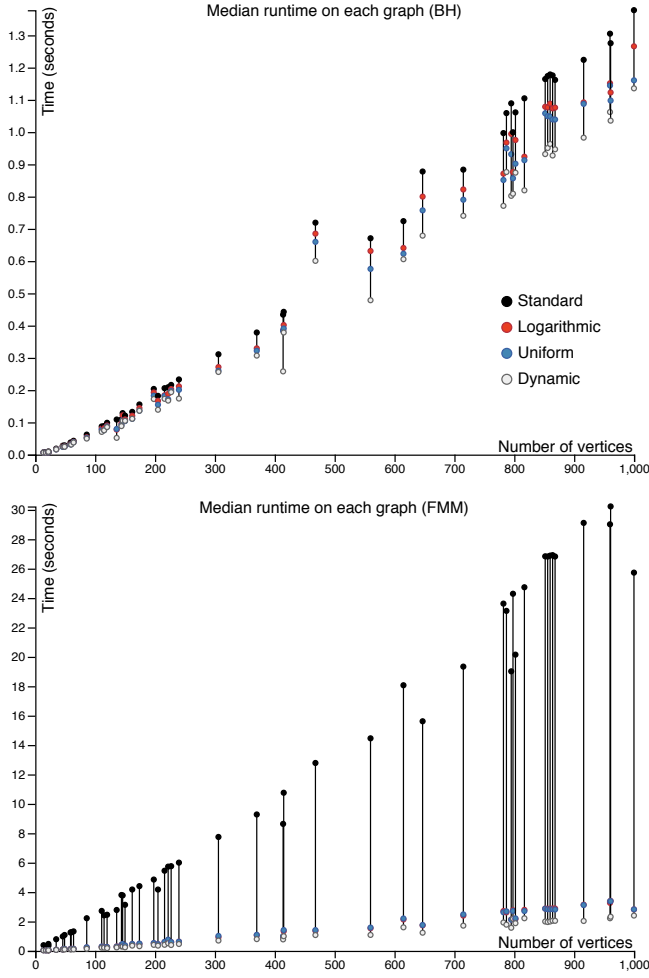 Median runtime on each graph (BH)
Time (seconds)
1.3
1.2
1.1
1.0
0.9
0.8
0.7
0.6
0.5
0.4
0.3
0.2
0.1
0.0
Standard
Logarithmic
Uniform
Dynamic
Number of vertices
0 100 200 300 400 500 600 700 800 900 1,000
Median runtime on each graph (FMM)
Time (seconds)
30
28
26
24
22
20
18
16
14
12
10
8
6
4
2
0
Number of vertices
0 100 200 300 400 500 600 700 800 900 1,000